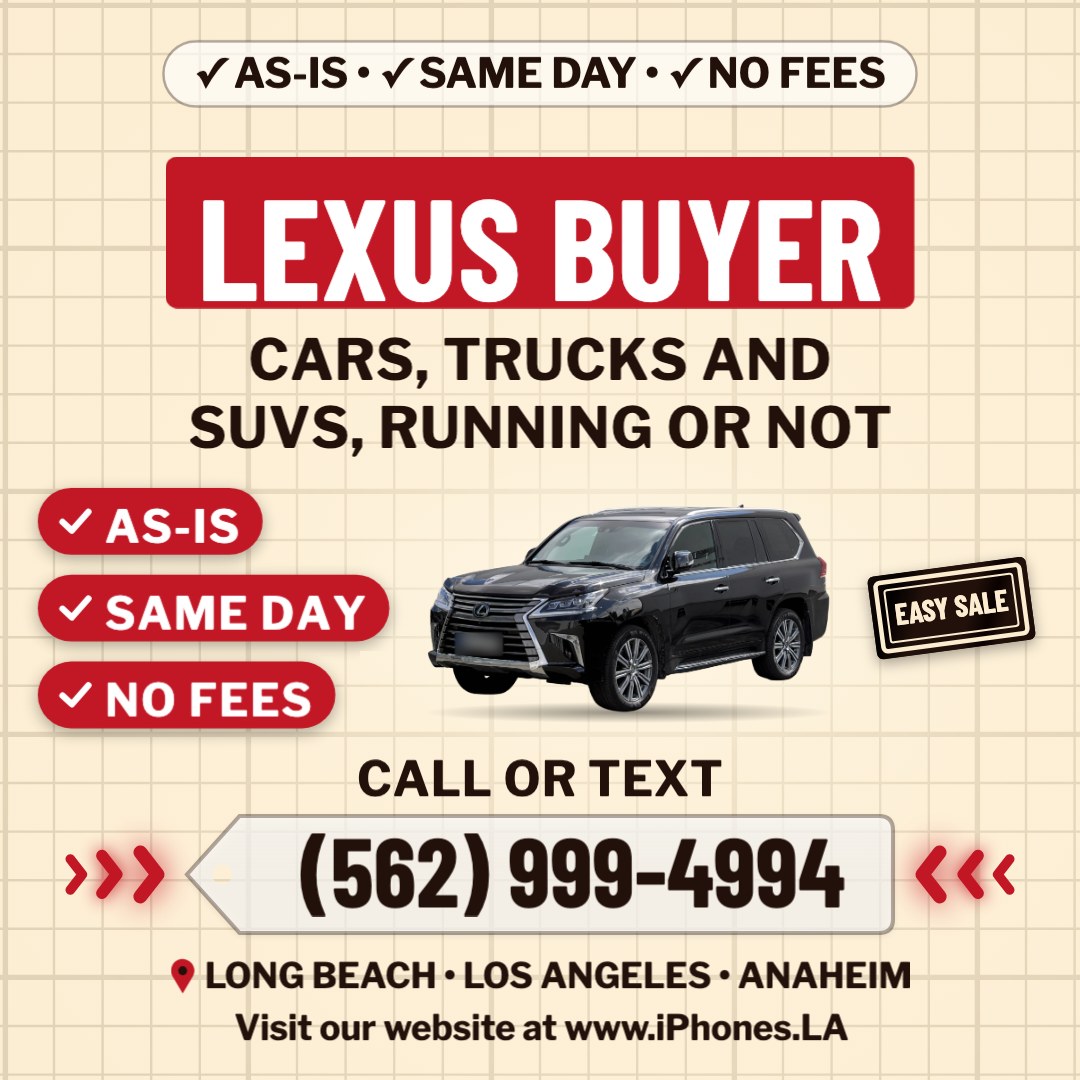 ✓AS-IS • ✓SAME DAY • ✓NO FEES
LEXUS BUYER
CARS, TRUCKS AND
SUVS, RUNNING OR NOT
✓ AS-IS
✓ SAME DAY
✓ NO FEES
EASY SALE
CALL OR TEXT
(562) 999-4994
LONG BEACH • LOS ANGELES • ANAHEIM
Visit our website at www.iPhones.LA